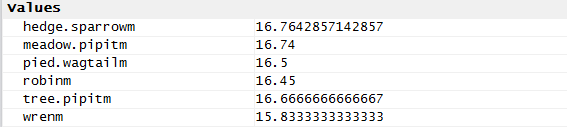 Values
hedge.sparrowm 16.7642857142857
meadow.pipitm 16.74
pied.wagtailm 16.5
robinm 16.45
tree.pipitm 16.6666666666667
wrenm 15.8333333333333